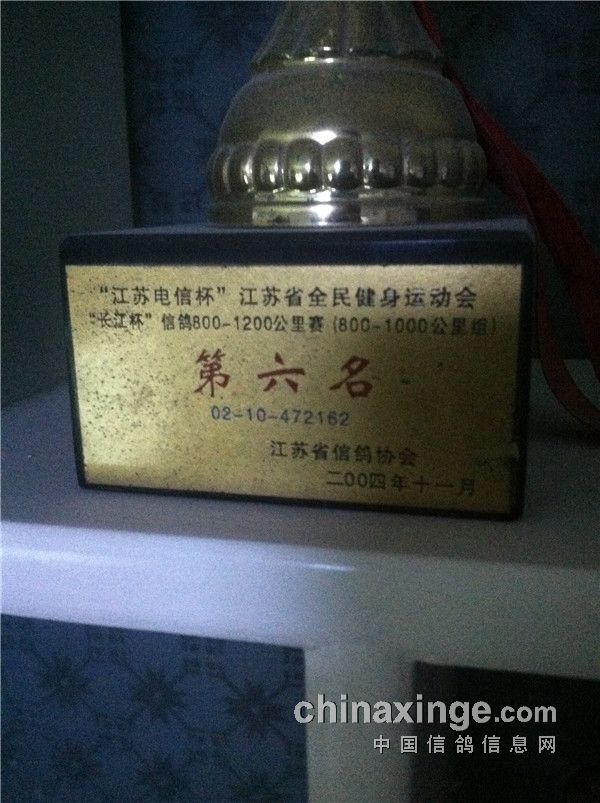 “江苏电信杯”江苏省全民健身运动会
“长江杯”信鸽800-1200公里赛(800-1000公里组)
第六名
02-10-472162
江苏省信鸽协会
二00四年十一月
chinaxinge.com
中国信鸽信息网